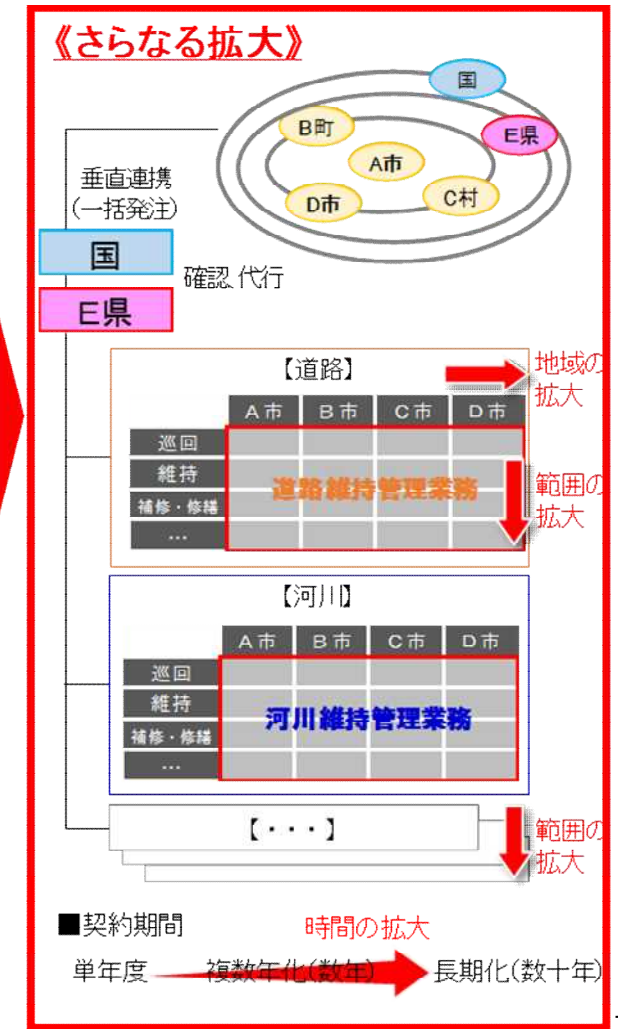 《さらなる拡大》
国
B町
E県
A市
D市
C村
垂直連携
(一括発注)
国
確認、代行
E県
【道路】
地域の
拡大
A市 B市 C市 D市
巡回
維持
補修・修繕
…
道路維持管理業務
範囲の
拡大
【河川】
A市 B市 C市 D市
巡回
維持
補修・修繕
…
河川維持管理業務
【・・・】
範囲の
拡大
■契約期間
時間の拡大
単年度 複数年化(数年) 長期化(数十年)